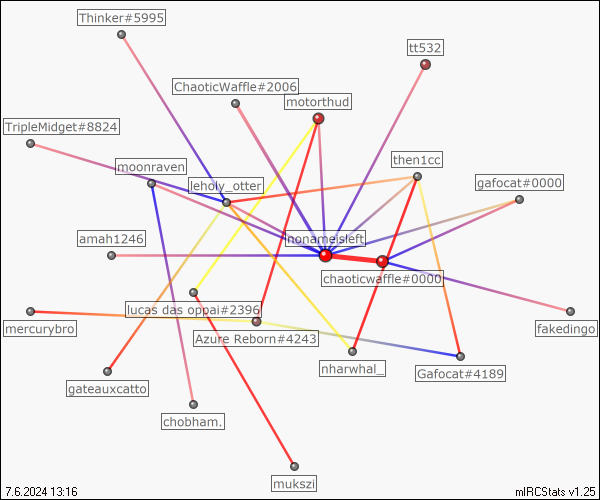 Thinker#5995
tt532
ChaoticWaffle#2006
motorthud
TripleMidget#8824
then1cc
moonraven
leholy_otter
gafocat#0000
amah1246
nonameisleft
chaoticwaffle#0000
lucas das oppai#2396
mercurybro
fakedingo
Azure Reborn#4243
nharwhal_
Gafocat#4189
gateauxcatto
chobham.
mukszi
7.6.2024 13:16
mIRCStats v1.25